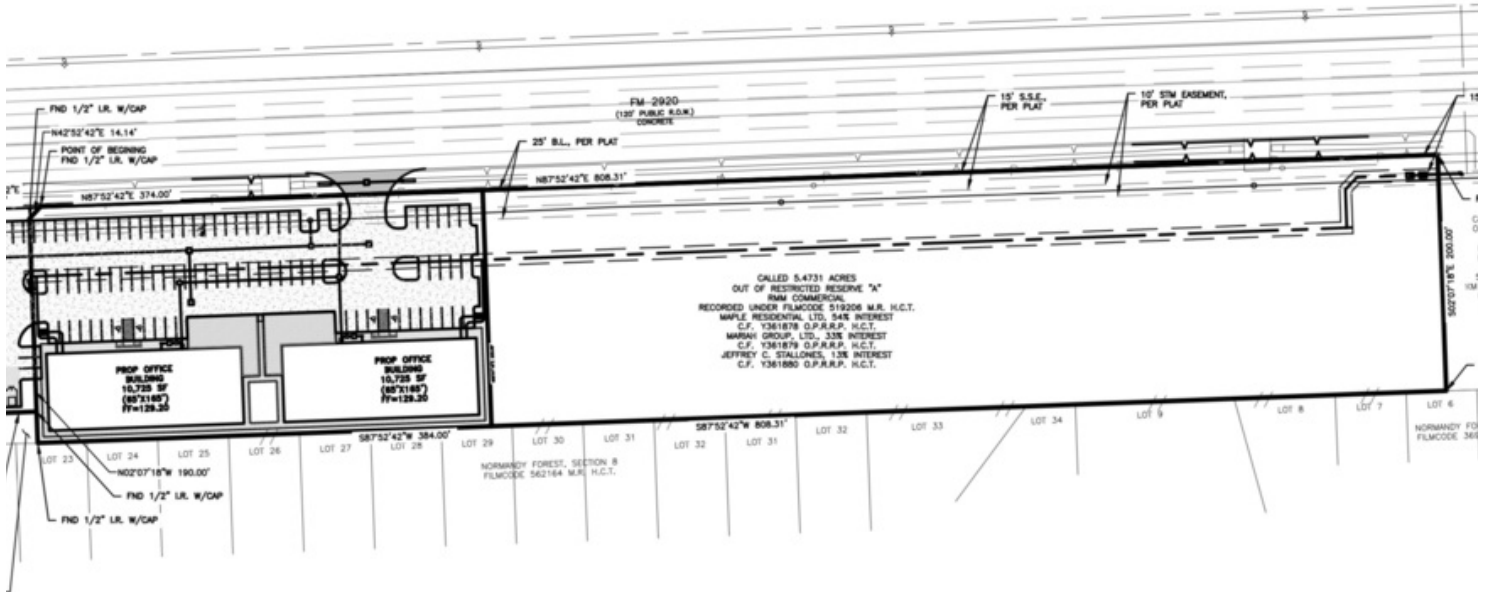 FM 2920
(120' PUBLIC R.O.W.)
CONCRETE
FND 1/2" I.R. W/CAP
N42°52'42"E 14.14'
POINT OF BEGINING
FND 1/2" I.R. W/CAP
25' B.L., PER PLAT
15' S.S.E.,
PER PLAT
10' STM EASEMENT,
PER PLAT
15
2"E
N87°52'42"E 374.00'
N87°52'42"E 808.31'
S02°07'18"E 200.00'
CALLED 5.4731 ACRES
OUT OF RESTRICTED RESERVE "A"
RMM COMMERCIAL
RECORDED UNDER FILMCODE 519206 M.R. H.C.T.
MAPLE RESIDENTIAL LTD, 54% INTEREST
C.F. Y361878 O.P.R.R.P. H.C.T.
MARIAH GROUP, LTD., 33% INTEREST
C.F. Y361879 O.P.R.R.P. H.C.T.
JEFFREY C. STALLONES, 13% INTEREST
C.F. Y361880 O.P.R.R.P. H.C.T.
PROP OFFICE
BUILDING
10,725 SF
(65'X165')
FF=129.20
PROP OFFICE
BUILDING
10,725 SF
(65'X165')
FF=129.20
S87°52'42"W 384.00'
S87°52'42"W 808.31'
LOT 23
LOT 24
LOT 25
LOT 26
LOT 27
LOT 28
LOT 29
LOT 30
LOT 31
LOT 32
LOT 31
LOT 32
LOT 33
LOT 34
LOT 9
LOT 8
LOT 7
LOT 6
NORMANDY FO
FILMCODE 36
NORMANDY FOREST, SECTION 8
FILMCODE 562164 M.R. H.C.T.
N02°07'18"W 190.00'
FND 1/2" I.R. W/CAP
FND 1/2" I.R. W/CAP